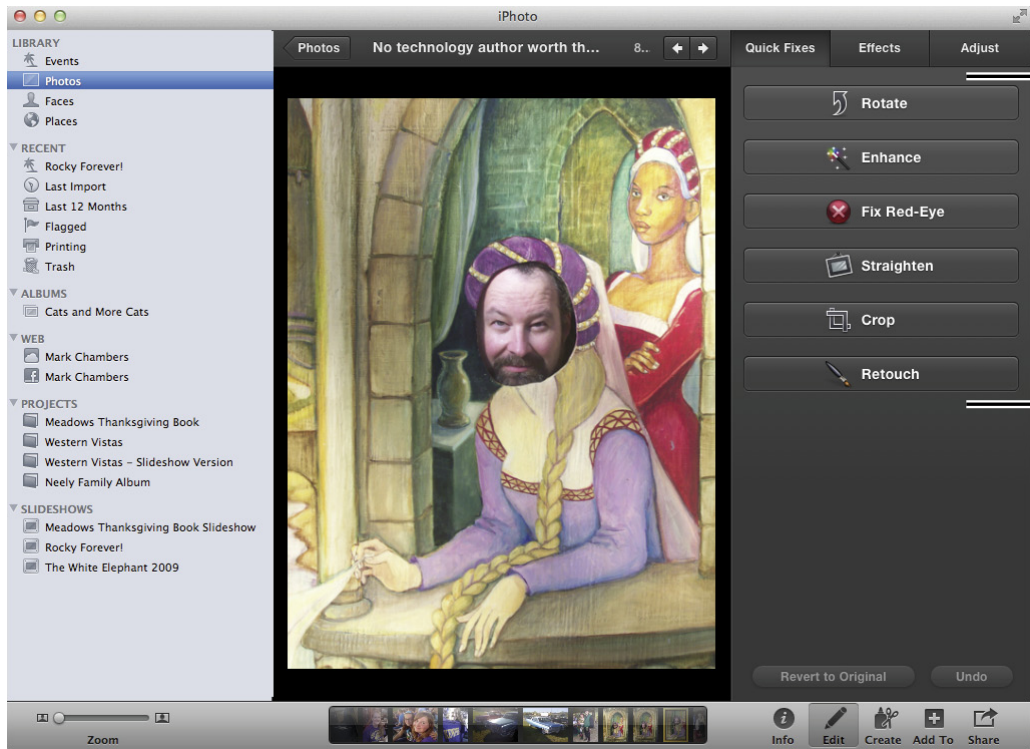 iPhoto
LIBRARY
Events
Photos
Faces
Places
RECENT
Rocky Forever!
Last Import
Last 12 Months
Flagged
Printing
Trash
ALBUMS
Cats and More Cats
WEB
Mark Chambers
Mark Chambers
PROJECTS
Meadows Thanksgiving Book
Western Vistas
Western Vistas – Slideshow Version
Neely Family Album
SLIDESHOWS
Meadows Thanksgiving Book Slideshow
Rocky Forever!
The White Elephant 2009
Zoom
Photos No technology author worth th... 8..
Quick Fixes Effects Adjust
Rotate
Enhance
Fix Red-Eye
Straighten
Crop
Retouch
Revert to Original Undo
Info Edit Create Add To Share